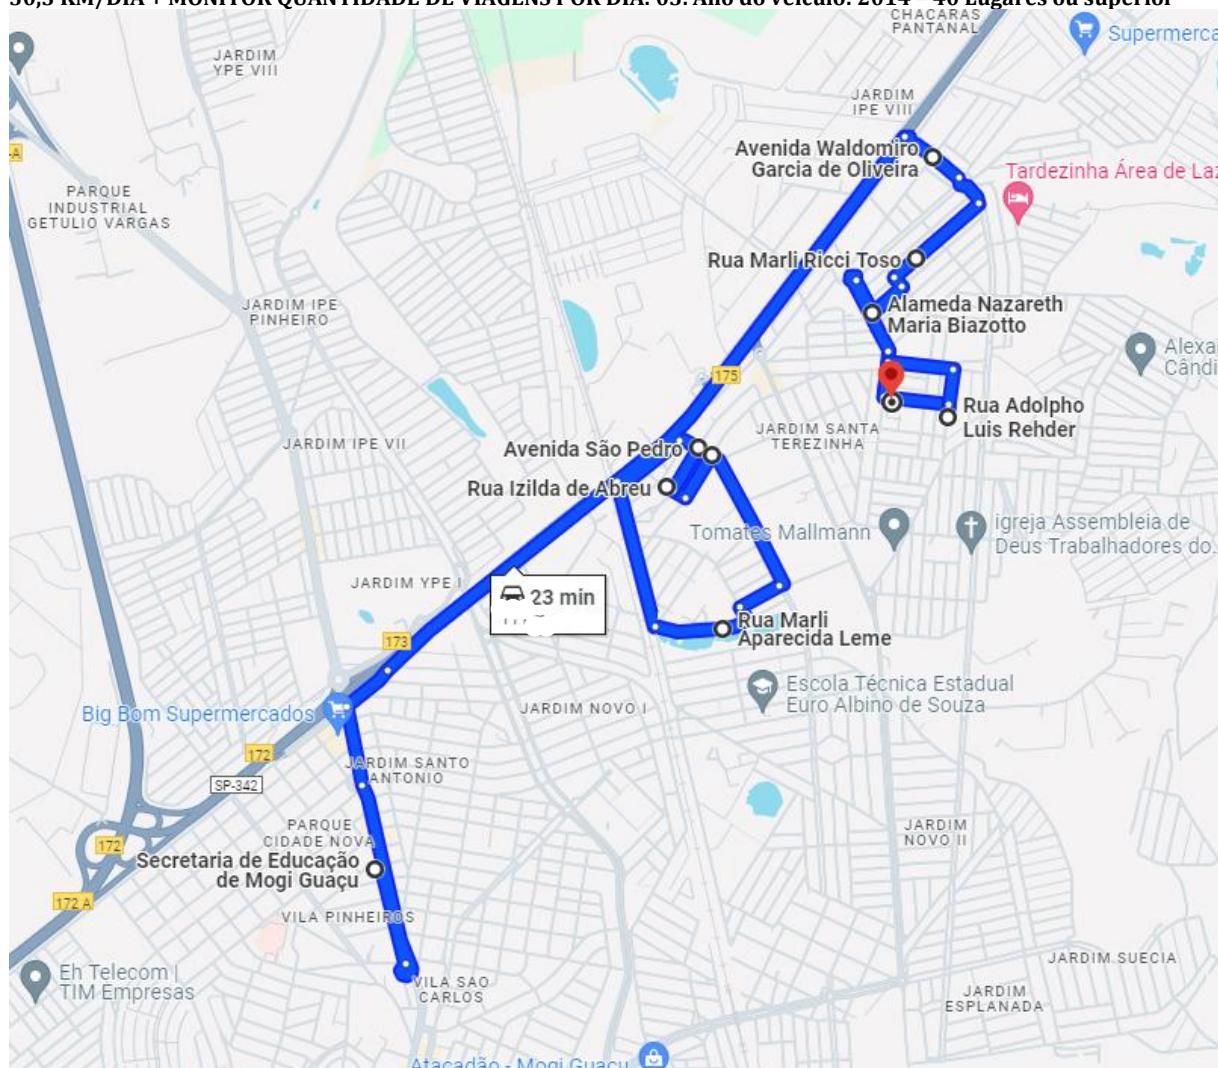 50,5 KM/DIA + MONITOR QUANTIDADE DE VIAGENS POR DIA: 03. Ano do veículo: 2014 - 46 Lugares ou superior
CHÁCARAS
PANTANAL
Supermerca
JARDIM
YPE VIII
JARDIM
IPE VIII
-A
Avenida Waldomiro
Garcia de Oliveira
Tardezinha Área de Laz
PARQUE
INDUSTRIAL
GETULIO VARGAS
Rua Marli Ricci Toso
JARDIM IPE
PINHEIRO
Alameda Nazareth
Maria Biazotto
Alexa
Cândi
175
Rua Adolpho
Luis Rehder
JARDIM SANTA
TEREZINHA
JARDIM IPE VII
Avenida São Pedro
Rua Izilda de Abreu
Tomates Mallmann
igreja Assembleia de
Deus Trabalhadores do.
JARDIM YPE I
23 min
173
Rua Marli
Aparecida Leme
Escola Técnica Estadual
Euro Albino de Souza
Big Bom Supermercados
JARDIM NOVO I
172
SP-342
JARDIM SANTO
ANTONIO
PARQUE
CIDADE NOVA
JARDIM
NOVO II
172
Secretaria de Educação
de Mogi Guaçu
172 A
VILA PINHEIROS
Eh Telecom |
TIM Empresas
VILA SAO
CARLOS
JARDIM SUECIA
JARDIM
ESPLANADA
Atacadão - Mogi Guaçu